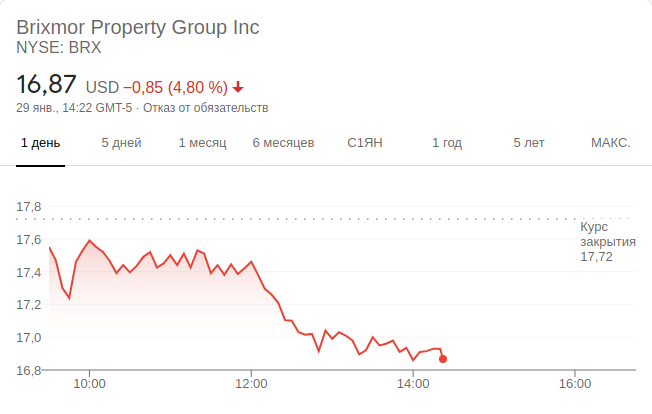 Brixmor Property Group Inc
NYSE: BRX
16,87 USD −0,85 (4,80 %)
29 янв., 14:22 GMT-5 · Отказ от обязательств
1 день 5 дней 1 месяц 6 месяцев С1ЯН 1 год 5 лет МАКС.
17,8
Курс
17,6
закрытия
17,72
17,4
17,2
17,0
16,8
10:00 12:00 14:00 16:00